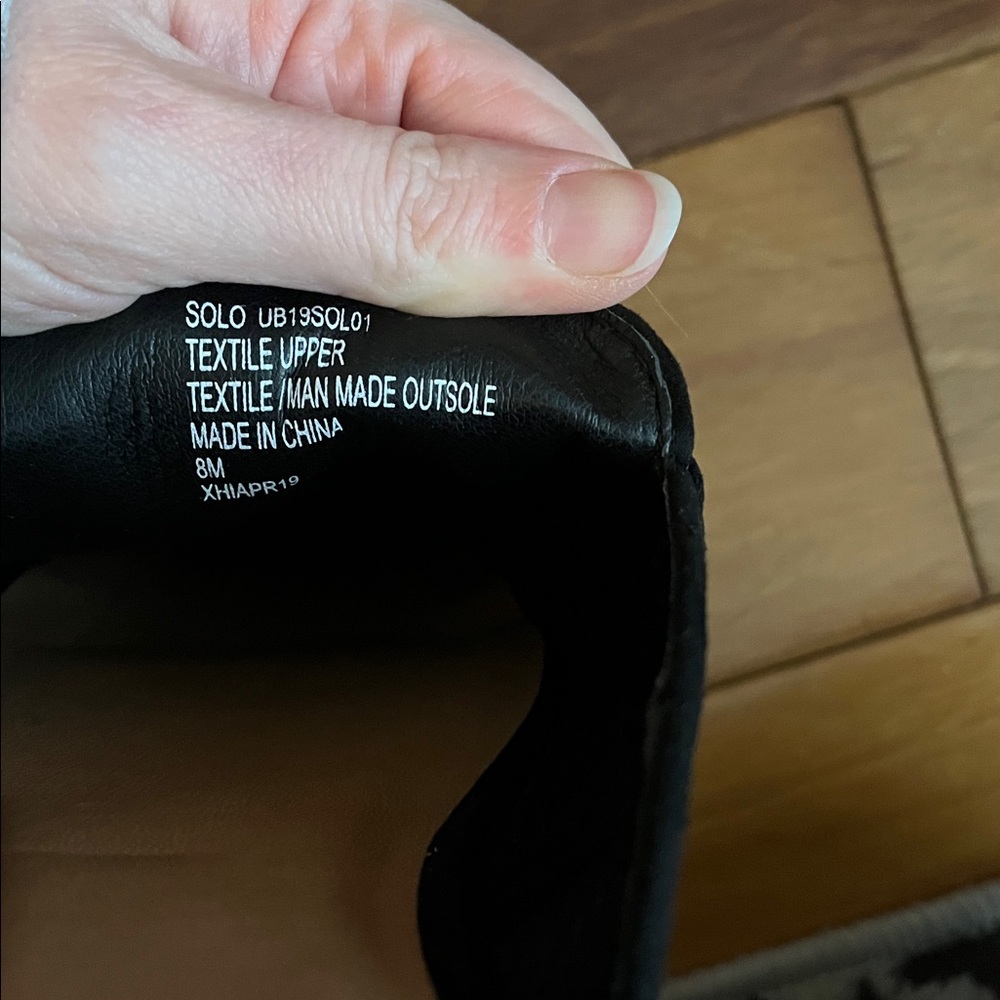 SOLO UB19SOL01
TEXTILE UPPER
TEXTILE/MAN MADE OUTSOLE
MADE IN CHINA
8M
XHIAPR19